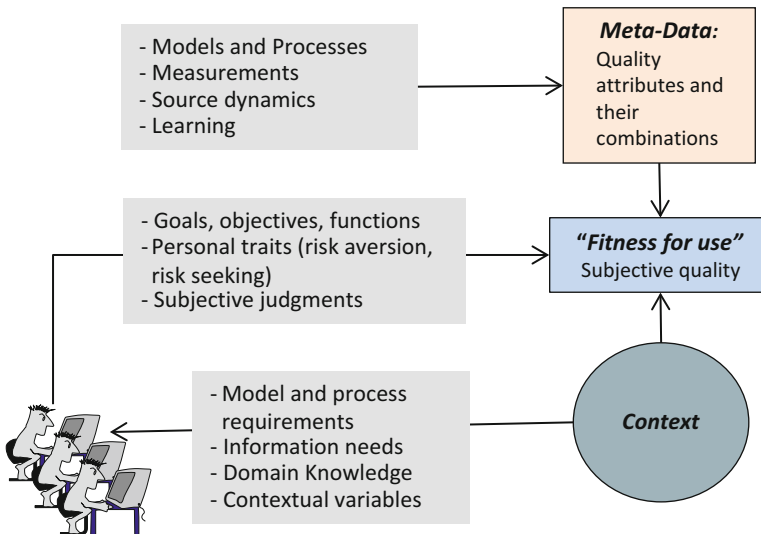 - Models and Processes
- Measurements
- Source dynamics
- Learning
Meta-Data:
Quality
attributes and
their
combinations
- Goals, objectives, functions
- Personal traits (risk aversion,
risk seeking)
- Subjective judgments
“Fitness for use”
Subjective quality
- Model and process
requirements
- Information needs
- Domain Knowledge
- Contextual variables
Context